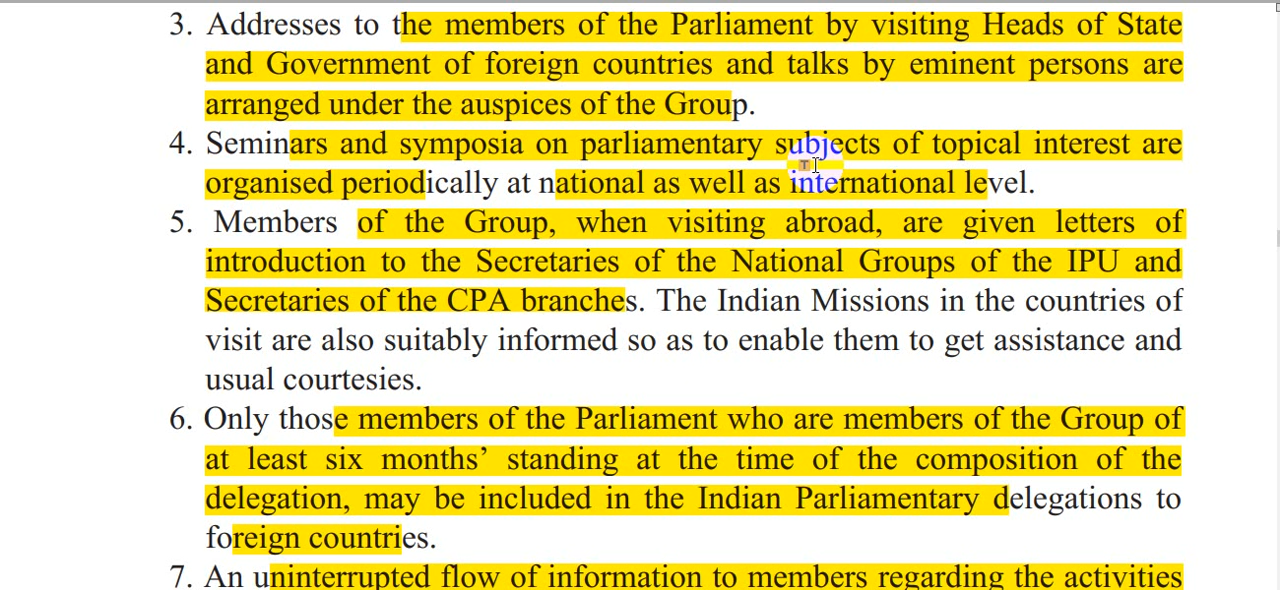 3. Addresses to the members of the Parliament by visiting Heads of State
and Government of foreign countries and talks by eminent persons are
arranged under the auspices of the Group.
4. Seminars and symposia on parliamentary subjects of topical interest are
organised periodically at national as well as international level.
5. Members of the Group, when visiting abroad, are given letters of
introduction to the Secretaries of the National Groups of the IPU and
Secretaries of the CPA branches. The Indian Missions in the countries of
visit are also suitably informed so as to enable them to get assistance and
usual courtesies.
6. Only those members of the Parliament who are members of the Group of
at least six months’ standing at the time of the composition of the
delegation, may be included in the Indian Parliamentary delegations to
foreign countries.
7. An uninterrupted flow of information to members regarding the activities